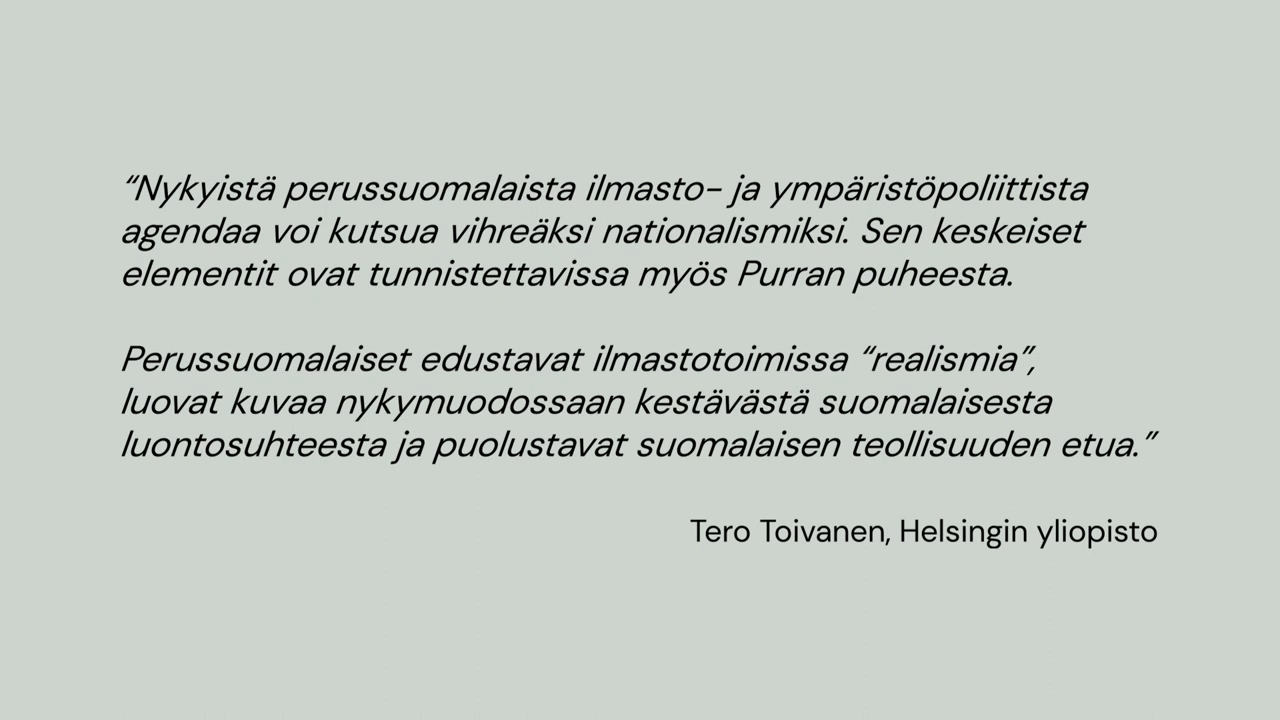 “Nykyistä perussuomalaista ilmasto- ja ympäristöpoliittista
agendaa voi kutsua vihreäksi nationalismiksi. Sen keskeiset
elementit ovat tunnistettavissa myös Purran puheesta.
Perussuomalaiset edustavat ilmastotoimissa “realismia”,
luovat kuvaa nykymuodossaan kestävästä suomalaisesta
luontosuhteesta ja puolustavat suomalaisen teollisuuden etua.”
Tero Toivanen, Helsingin yliopisto